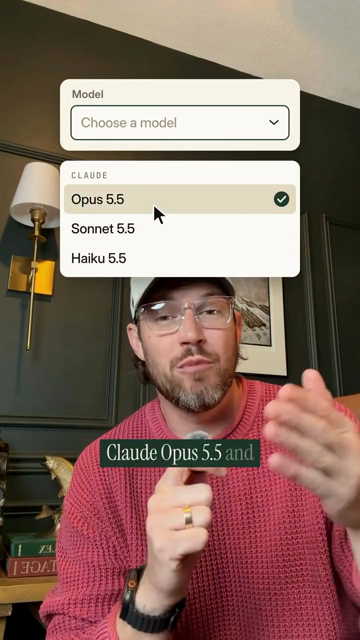 Model
Choose a model
CLAUDE
Opus 5.5
Sonnet 5.5
Haiku 5.5
Claude Opus 5.5 and